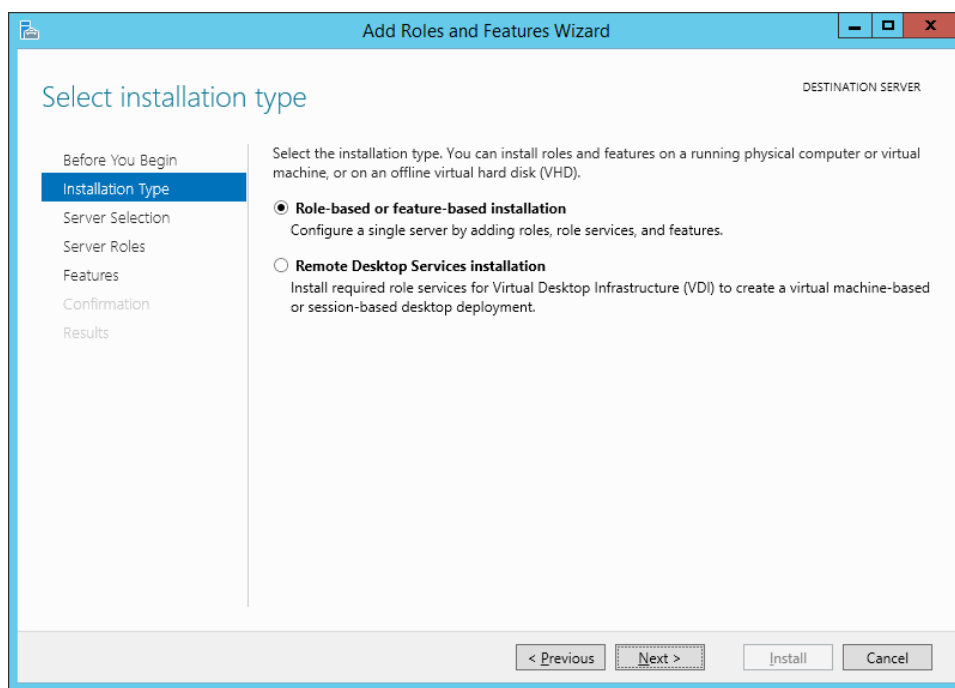 Add Roles and Features Wizard
Select installation type
DESTINATION SERVER
Before You Begin
Installation Type
Server Selection
Server Roles
Features
Confirmation
Results
Select the installation type. You can install roles and features on a running physical computer or virtual
machine, or on an offline virtual hard disk (VHD).
Role-based or feature-based installation
Configure a single server by adding roles, role services, and features.
Remote Desktop Services installation
Install required role services for Virtual Desktop Infrastructure (VDI) to create a virtual machine-based
or session-based desktop deployment.
< Previous
Next >
Install
Cancel